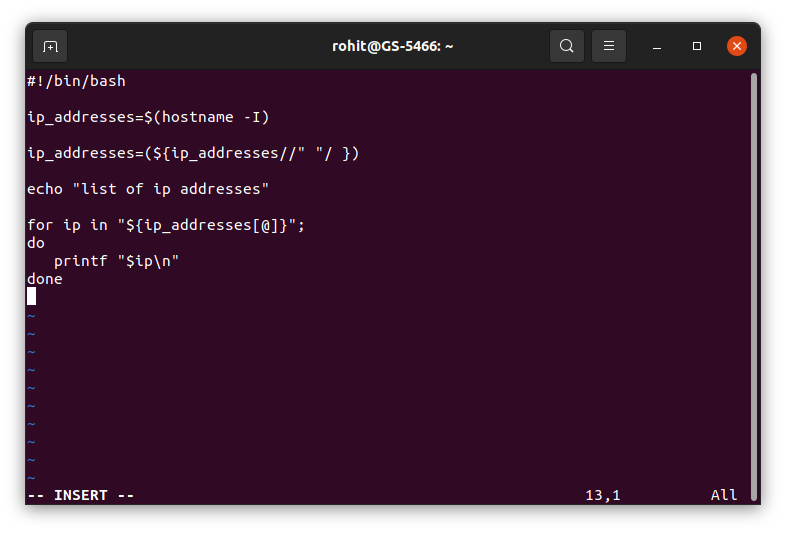 rohit@GS-5466: ~
#!/bin/bash
ip_addresses=$(hostname -I)
ip_addresses=(${ip_addresses//" "/ })
echo "list of ip addresses"
for ip in "${ip_addresses[@]}";
do
   printf "$ip\n"
done
~
~
~
~
~
~
~
~
~
~
-- INSERT -- 13,1 All